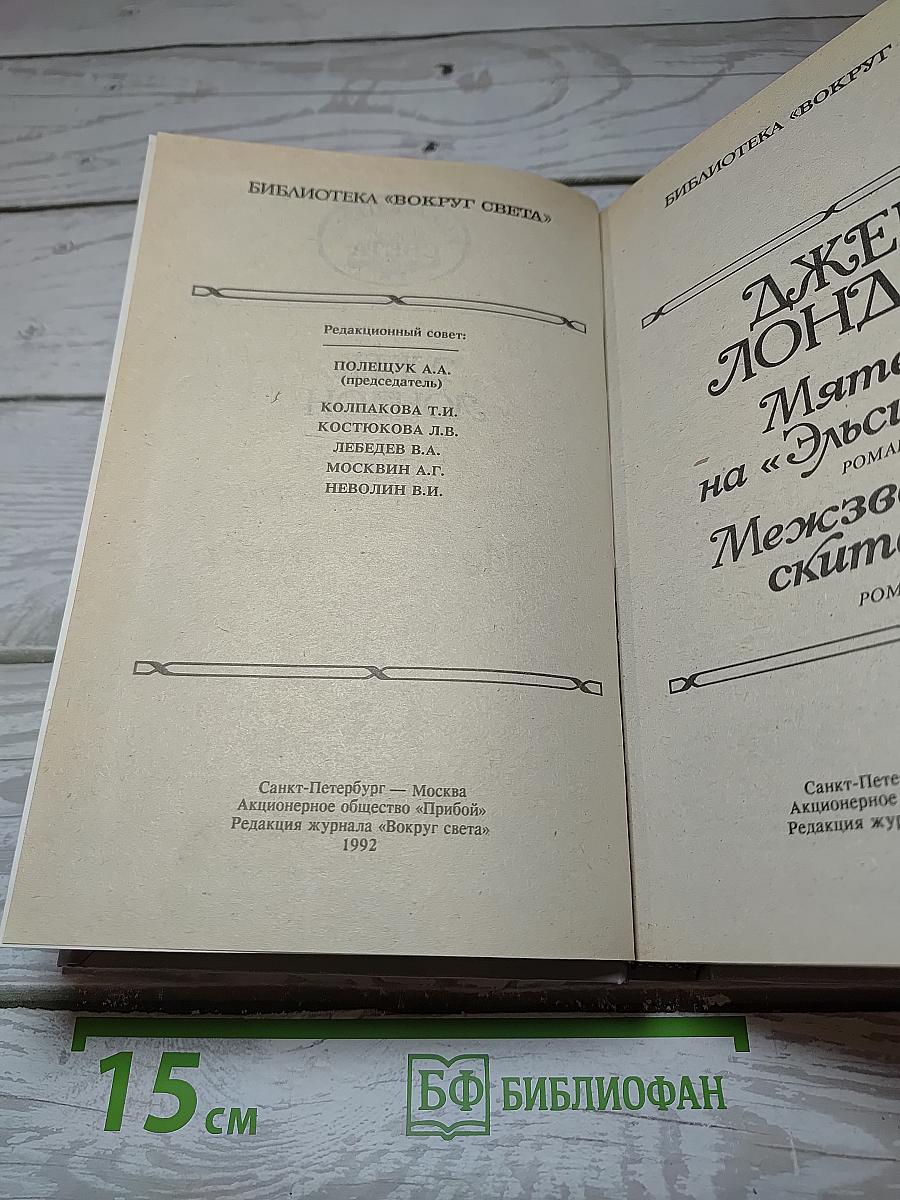 БИБЛИОТЕКА «ВОКРУГ СВЕТА»
Редакционный совет:
ПОЛЕЩУК А.А.
(председатель)
КОЛПАКОВА Т.И.
КОСТЮКОВА Л.В.
ЛЕБЕДЕВ В.А.
МОСКВИН А.Г.
НЕВОЛИН В.И.
Санкт-Петербург — Москва
Акционерное общество «Прибой»
Редакция журнала «Вокруг света»
1992
БИБЛИОТЕКА «ВОКРУГ
ДЖЕ
ЛОНД
Мяте
на «Эльси
РОМА
Межзв
скит
РОМ
Санкт-Пете
Акционерное
Редакция жур
15 см
БФ БИБЛИОФАН